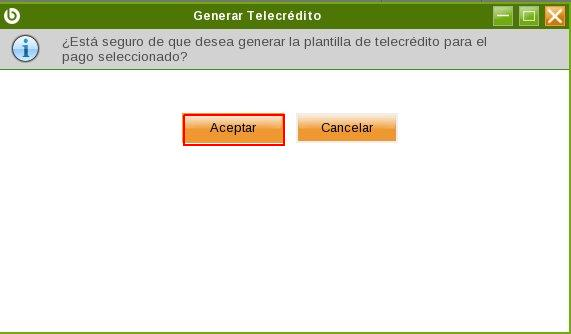 Generar Telecrédito
¿Está seguro de que desea generar la plantilla de telecrédito para el
pago seleccionado?
Aceptar
Cancelar